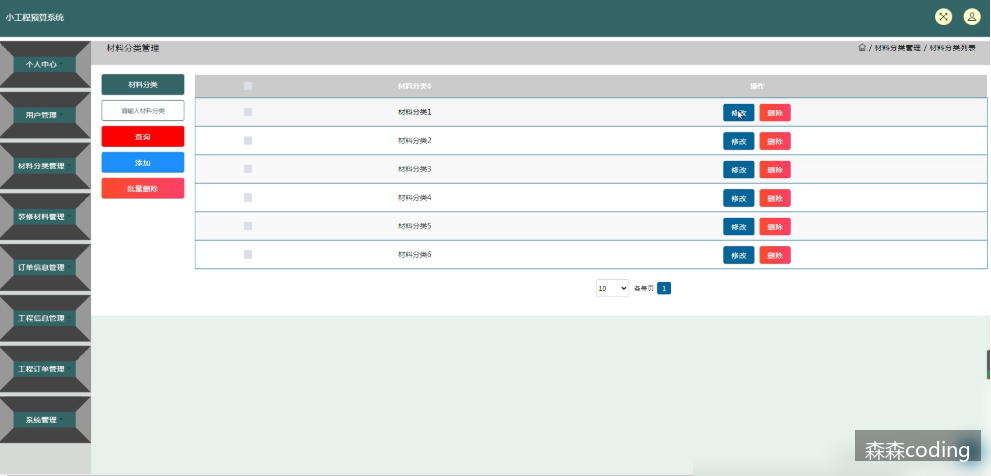 小工程预算系统
材料分类管理
/ 材料分类管理 / 材料分类列表
个人中心
用户管理
材料分类管理
装修材料管理
订单信息管理
工程信息管理
工程订单管理
系统管理
材料分类
请输入材料分类
查询
添加
批量删除
材料分类 操作
材料分类1 修改 删除
材料分类2 修改 删除
材料分类3 修改 删除
材料分类4 修改 删除
材料分类5 修改 删除
材料分类6 修改 删除
10 条每页 1
森森coding